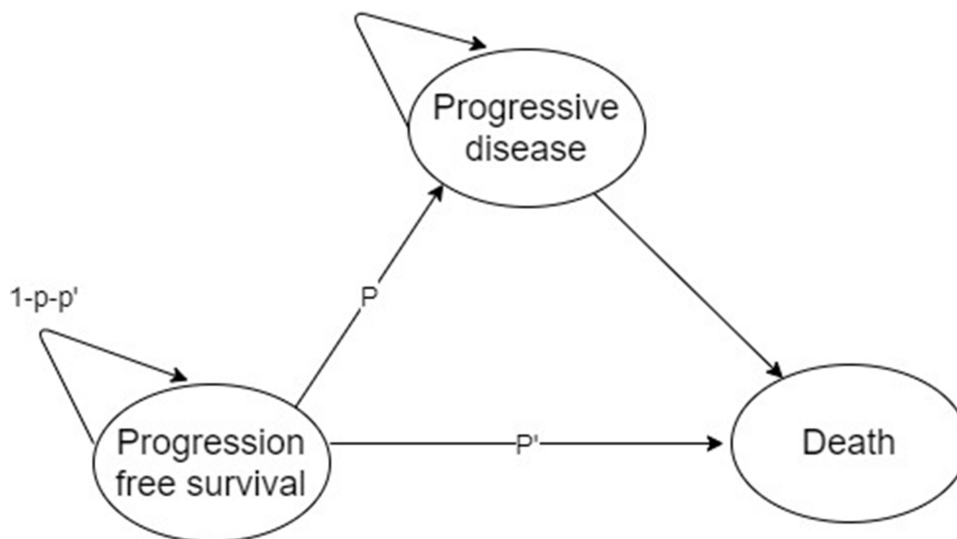 Progressive
disease
P
1-p-p'
Progression
free survival
P'
Death